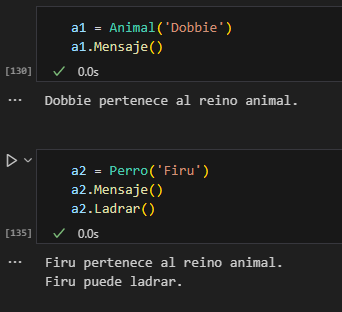 a1 = Animal('Dobbie')
a1.Mensaje()
[130]
0.0s
... Dobbie pertenece al reino animal.
a2 = Perro('Firu')
a2.Mensaje()
a2.Ladrar()
[135]
0.0s
... Firu pertenece al reino animal.
Firu puede ladrar.